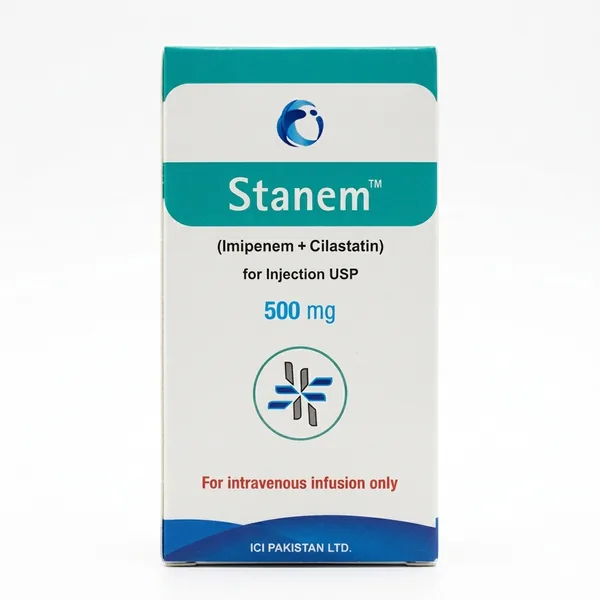 Stanem™
(Imipenem + Cilastatin)
for Injection USP
500 mg
For intravenous infusion only
ICI PAKISTAN LTD.